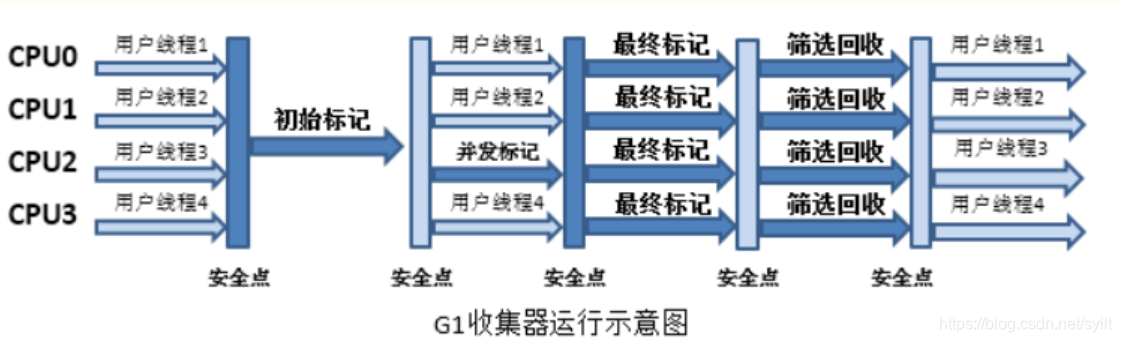 用户线程1 用户线程1 最终标记 筛选回收 用户线程1
CPU0
用户线程2 用户线程2 最终标记 筛选回收 用户线程2
CPU1
初始标记
用户线程3 并发标记 最终标记 筛选回收 用户线程3
CPU2
用户线程4 用户线程4 最终标记 筛选回收 用户线程4
CPU3
安全点 安全点 安全点 安全点 安全点
G1收集器运行示意图
https://blog.csdn.net/syilt